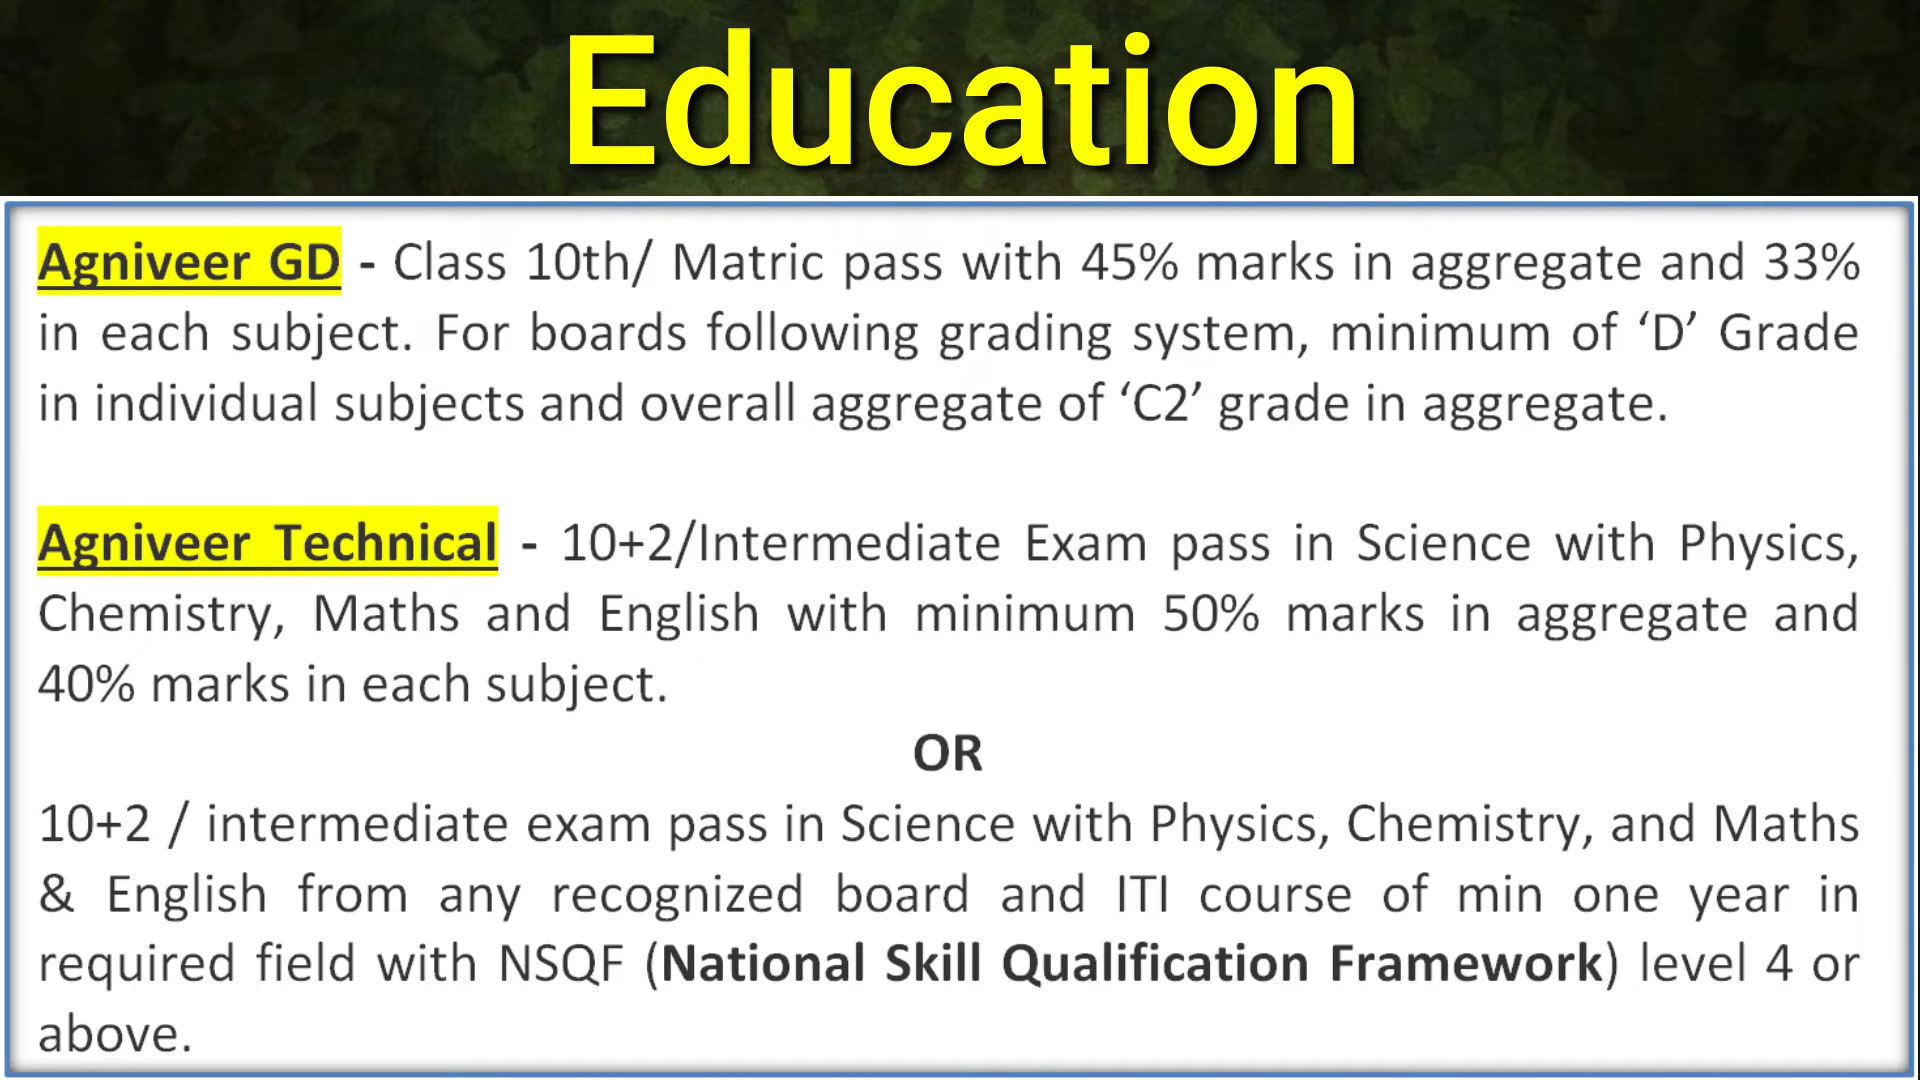 Education
Agniveer GD - Class 10th/ Matric pass with 45% marks in aggregate and 33%
in each subject. For boards following grading system, minimum of ‘D’ Grade
in individual subjects and overall aggregate of ‘C2’ grade in aggregate.
Agniveer Technical - 10+2/Intermediate Exam pass in Science with Physics,
Chemistry, Maths and English with minimum 50% marks in aggregate and
40% marks in each subject.
OR
10+2 / intermediate exam pass in Science with Physics, Chemistry, and Maths
& English from any recognized board and ITI course of min one year in
required field with NSQF (National Skill Qualification Framework) level 4 or
above.